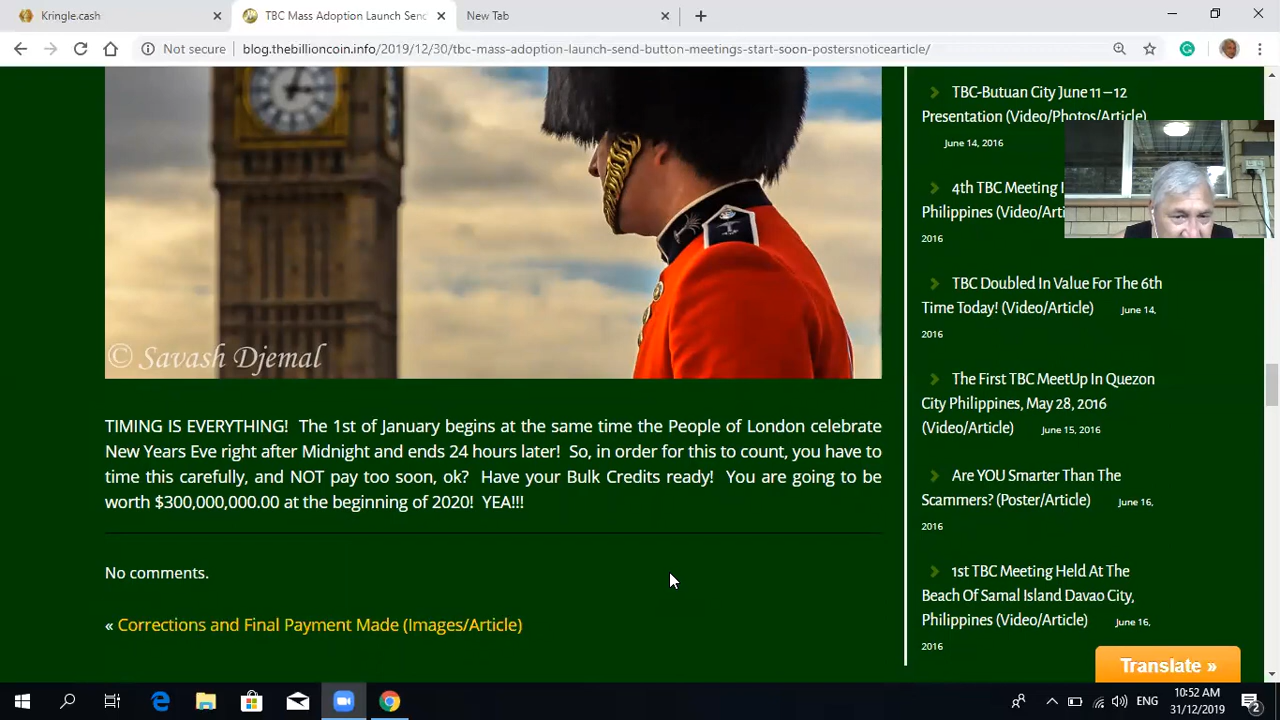 Kringle.cash
TBC Mass Adoption Launch Senc
New Tab
Not secure
blog.thebillioncoin.info/2019/12/30/tbc-mass-adoption-launch-send-button-meetings-start-soon-postersnoticearticle/
© Savash Djemal
TIMING IS EVERYTHING! The 1st of January begins at the same time the People of London celebrate
New Years Eve right after Midnight and ends 24 hours later! So, in order for this to count, you have to
time this carefully, and NOT pay too soon, ok? Have your Bulk Credits ready! You are going to be
worth $300,000,000.00 at the beginning of 2020! YEA!!!
No comments.
« Corrections and Final Payment Made (Images/Article)
TBC-Butuan City June 11 – 12
Presentation (Video/Photos/Article)
June 14, 2016
4th TBC Meeting
Philippines (Video/Arti
2016
TBC Doubled In Value For The 6th
Time Today! (Video/Article) June 14,
2016
The First TBC MeetUp In Quezon
City Philippines, May 28, 2016
(Video/Article) June 15, 2016
Are YOU Smarter Than The
Scammers? (Poster/Article) June 16,
2016
1st TBC Meeting Held At The
Beach Of Samal Island Davao City,
Philippines (Video/Article) June 16,
2016
Translate »
ENG
10:52 AM
31/12/2019
2